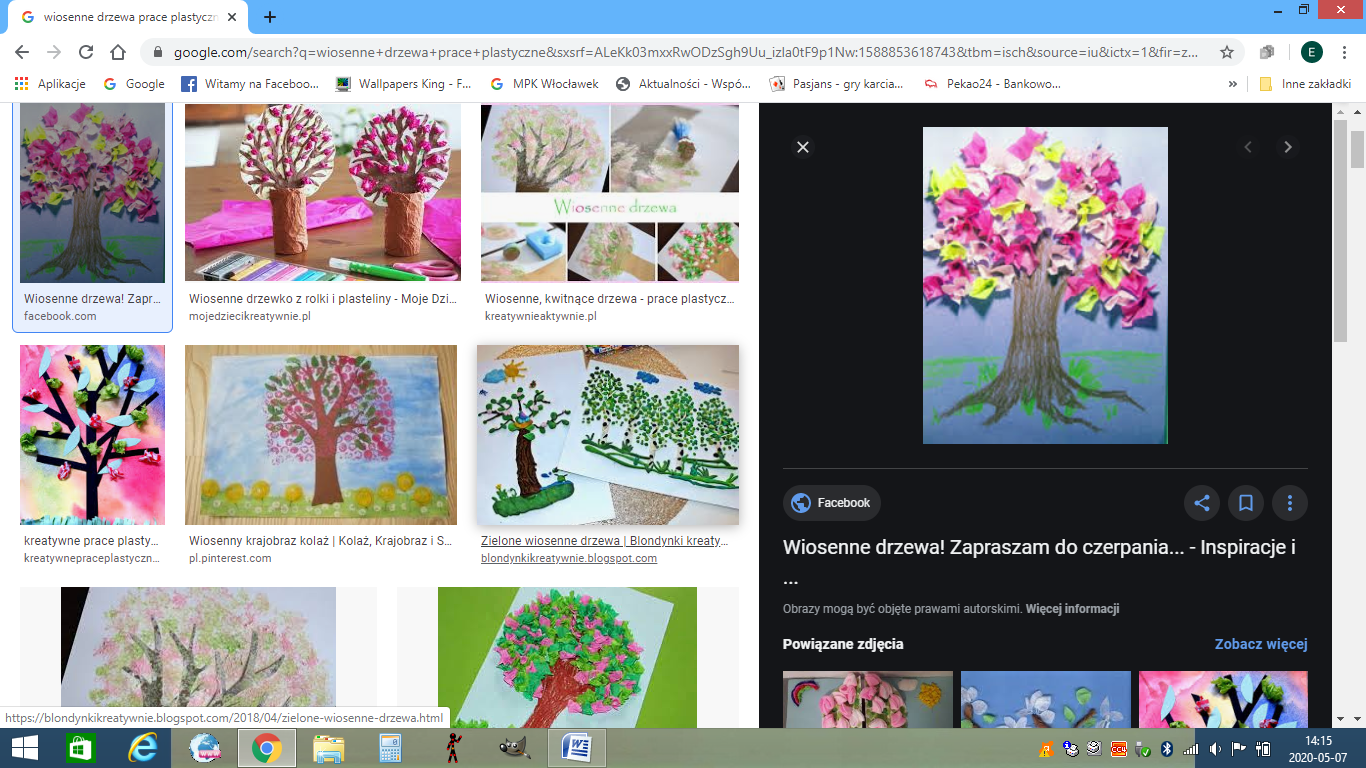 wiosenne drzewa prace plastyczn
google.com/search?q=wiosenne+drzewa+prace+plastyczne&sxsrf=ALeKk03mxxRwODzSgh9Uu_izla0tF9p1Nw:1588853618743&tbm=isch&source=iu&ictx=1&fir=z...
E
Aplikacje Google Witamy na Faceboo... Wallpapers King - F... MPK Włocławek Aktualności - Wspó... Pasjans - gry karcia... Pekao24 - Bankowo... » Inne zakładki
Wiosenne drzewa
Wiosenne drzewa! Zapr...
facebook.com
Wiosenne drzewko z rolki i plasteliny - Moje Dzi...
mojedziecikreatywnie.pl
Wiosenne, kwitnące drzewa - prace plastycz...
kreatywnieaktywnie.pl
kreatywne prace plasty...
kreatywnepraceplastyczn...
Wiosenny krajobraz kolaż | Kolaż, Krajobraz i S...
pl.pinterest.com
Zielone wiosenne drzewa | Blondynki kreaty...
blondynkikreatywnie.blogspot.com
Facebook
Wiosenne drzewa! Zapraszam do czerpania... - Inspiracje i
...
Obrazy mogą być objęte prawami autorskimi. Więcej informacji
Powiązane zdjęcia Zobacz więcej
https://blondynkikreatywnie.blogspot.com/2018/04/zielone-wiosenne-drzewa.html
14:15
2020-05-07